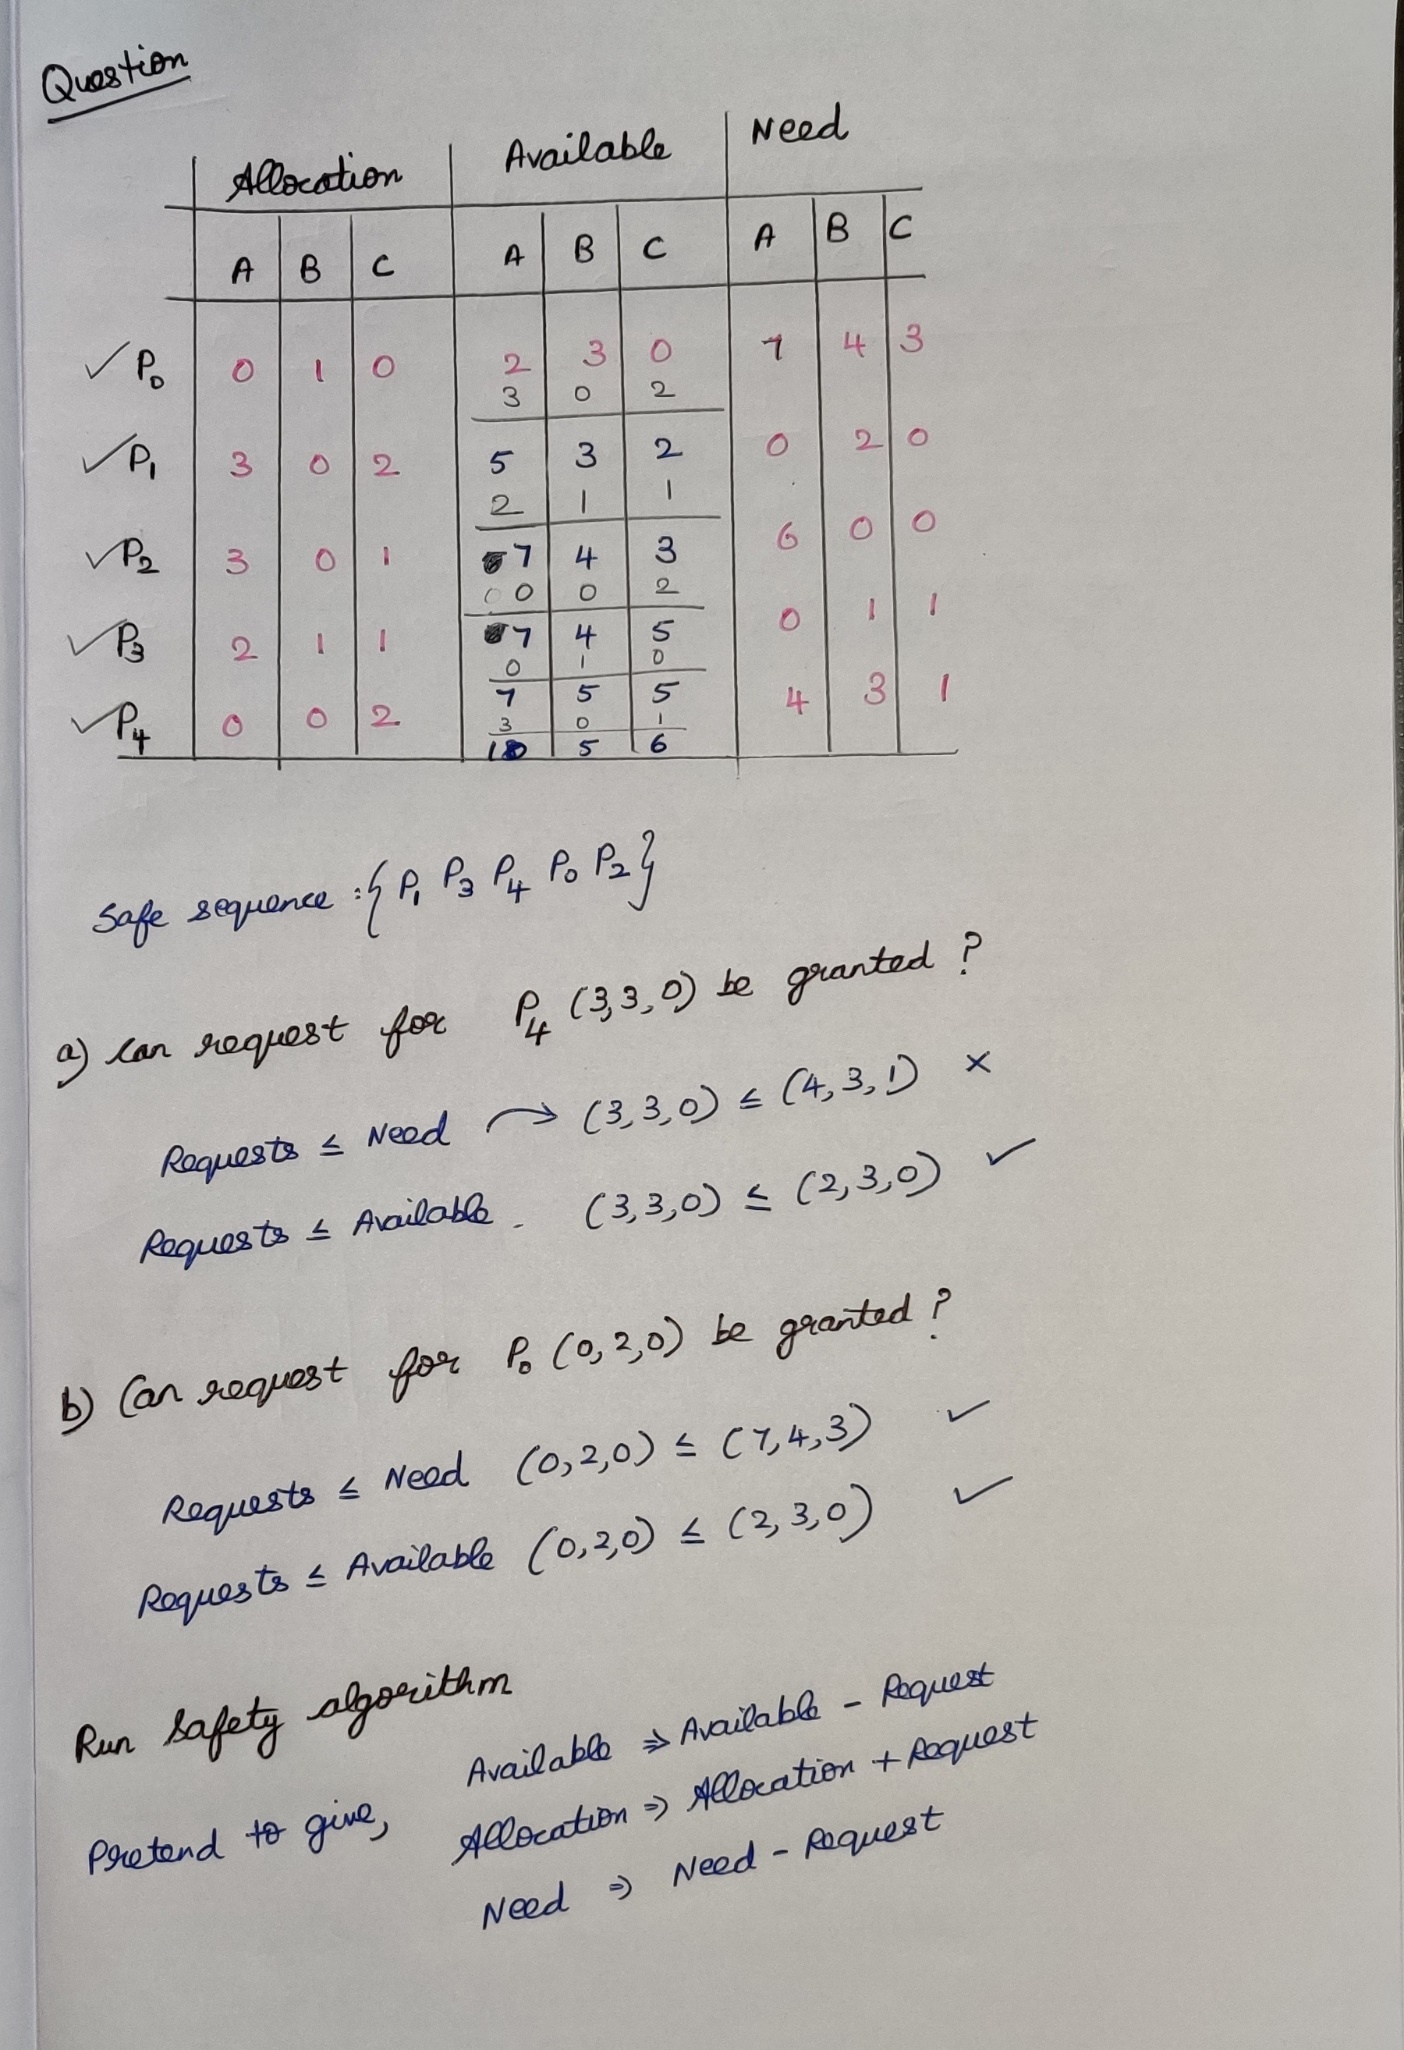 Question
Allocation Available Need
A B C A B C A B C
✓ P0 0 1 0 2 3 0 7 4 3
3 0 2
✓ P1 3 0 2 5 3 2 0 2 0
2 1 1
✓ P2 3 0 1 7 4 3 6 0 0
0 0 2
✓ P3 2 1 1 7 4 5 0 1 1
0 1 0
✓ P4 0 0 2 7 5 5 4 3 1
3 0 1
10 5 6
Safe sequence : { P1 P3 P4 P0 P2 }
a) Can request for P4 (3,3,0) be granted ?
Requests ≤ Need → (3,3,0) ≤ (4,3,1) ×
Requests ≤ Available . (3,3,0) ≤ (2,3,0) ✓
b) Can request for P0 (0,2,0) be granted ?
Requests ≤ Need (0,2,0) ≤ (7,4,3) ✓
Requests ≤ Available (0,2,0) ≤ (2,3,0) ✓
Run Safety algorithm
Pretend to give, Available ⇒ Available - Request
Allocation ⇒ Allocation + Request
Need ⇒ Need - Request